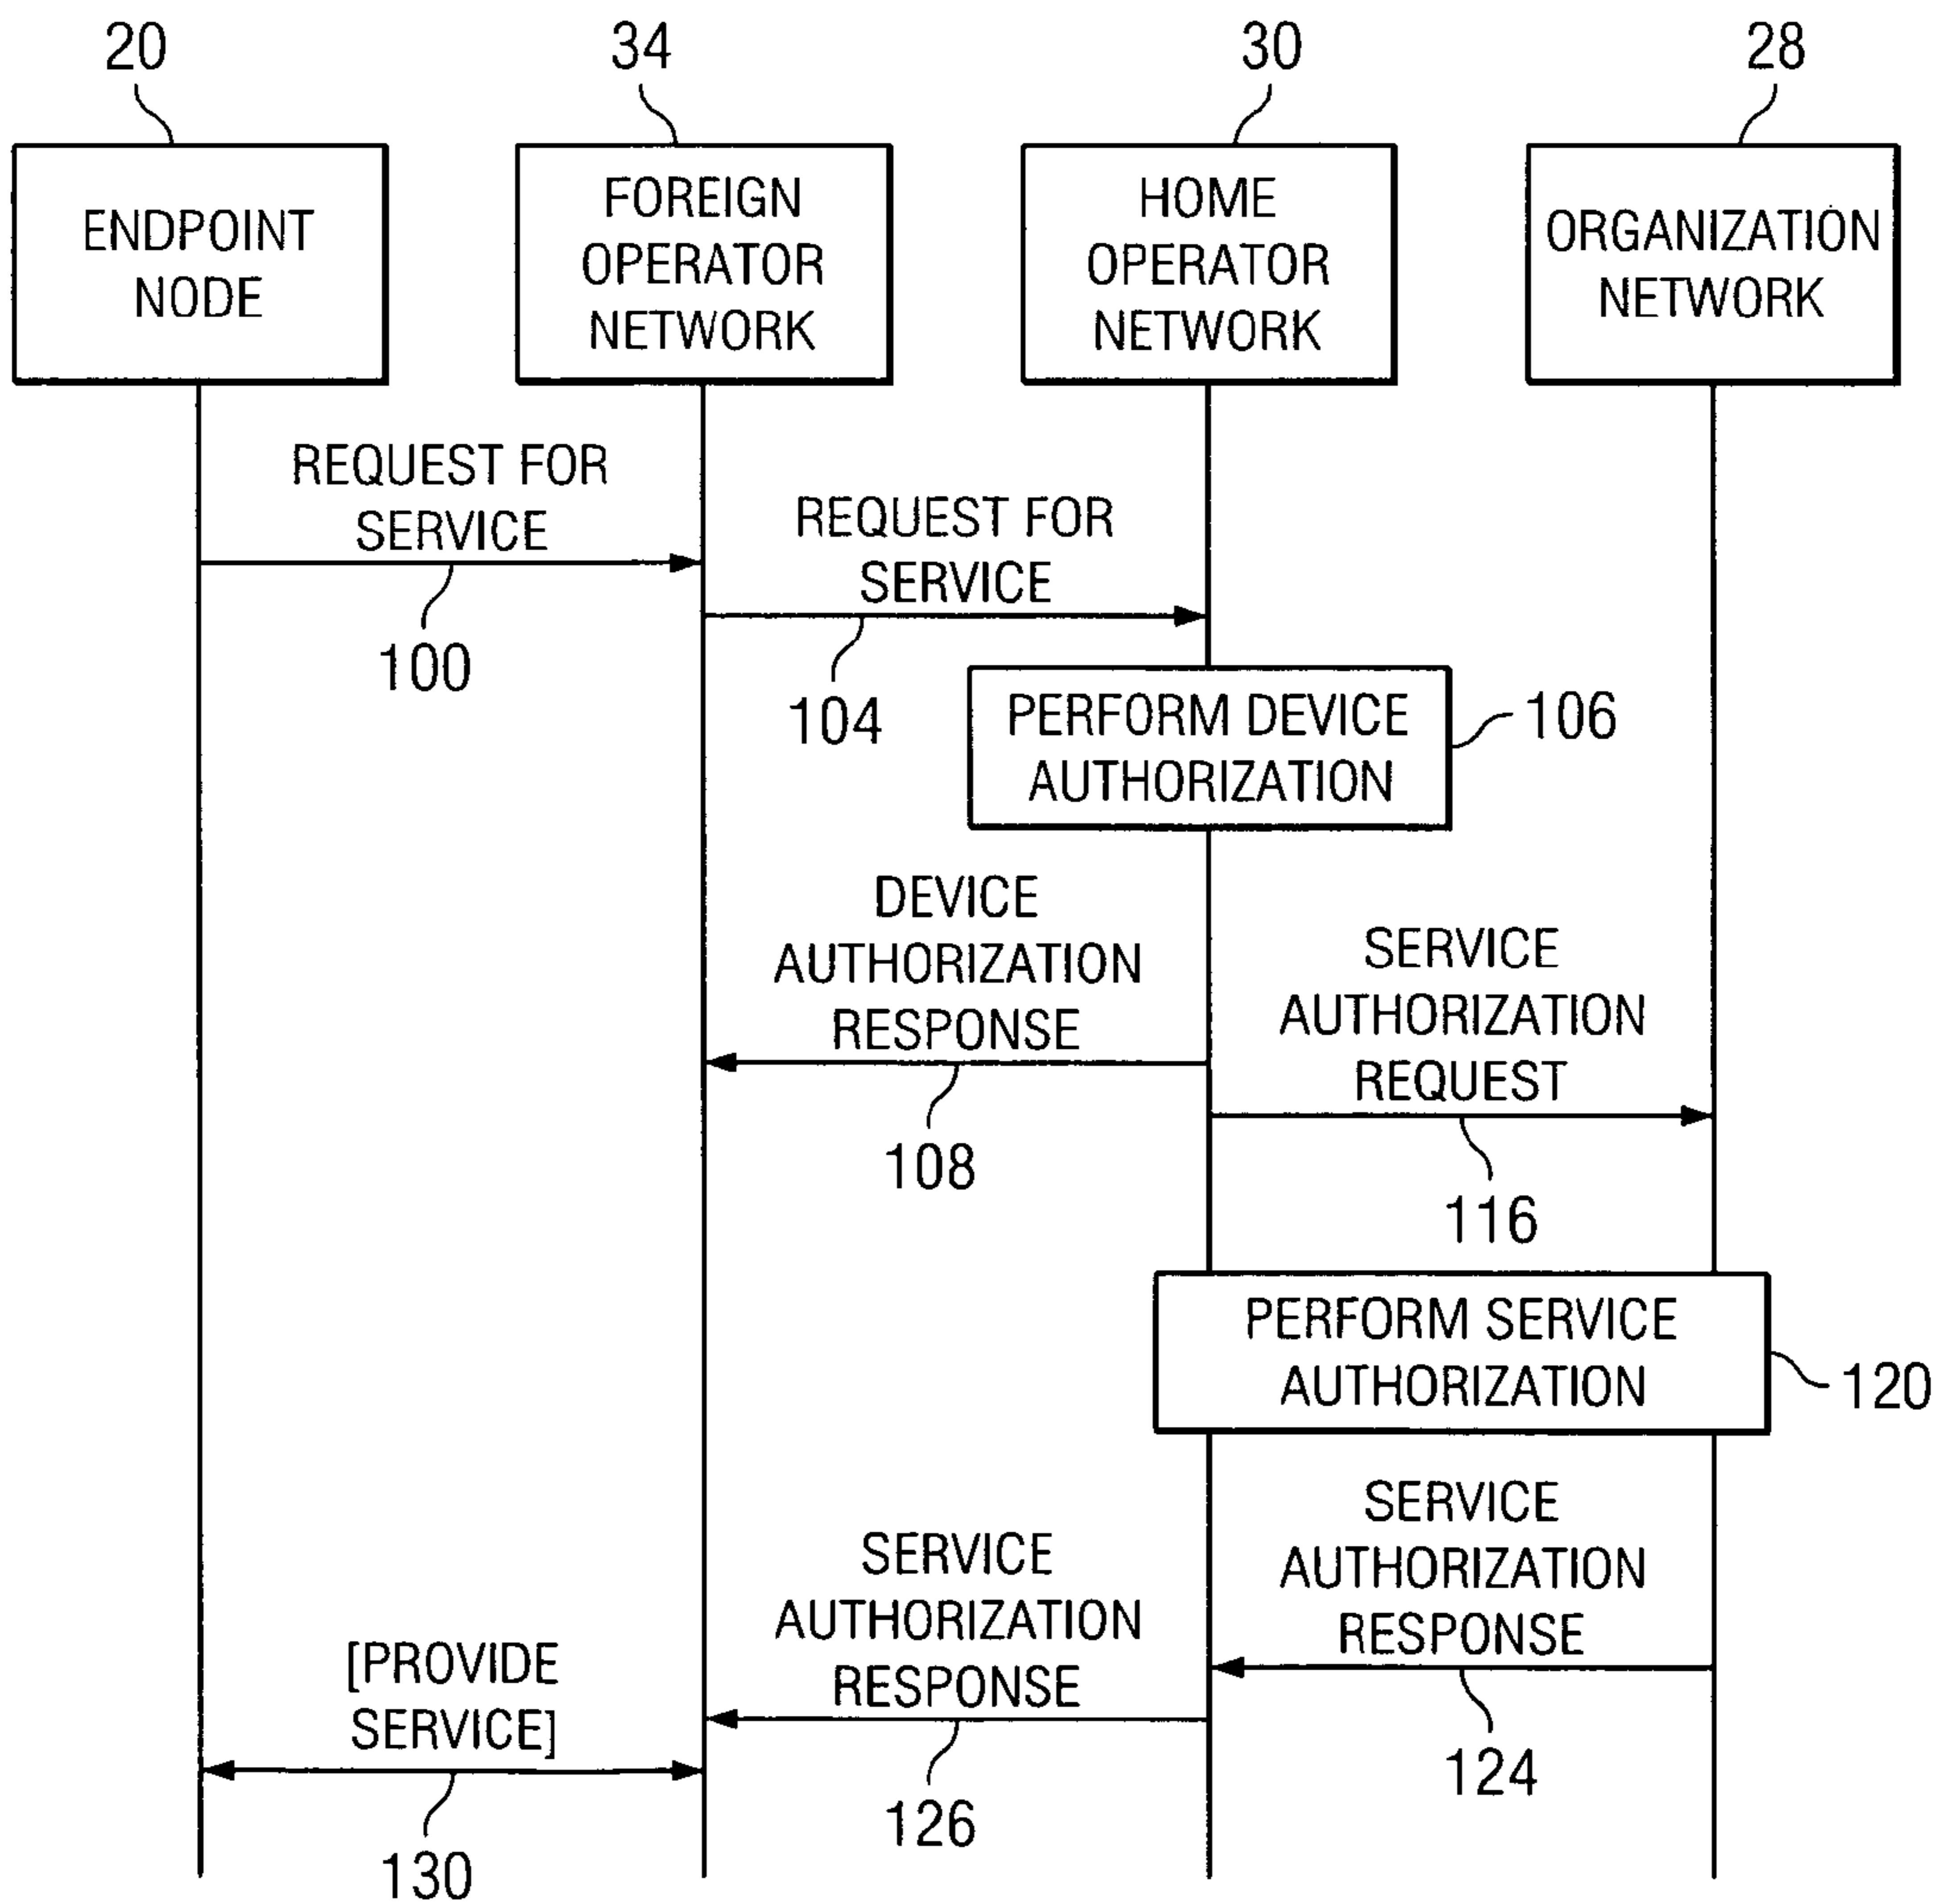 20
34
30
28
ENDPOINT
NODE
FOREIGN
OPERATOR
NETWORK
HOME
OPERATOR
NETWORK
ORGANIZATION
NETWORK
REQUEST FOR
SERVICE
100
REQUEST FOR
SERVICE
104
PERFORM DEVICE
AUTHORIZATION
106
DEVICE
AUTHORIZATION
RESPONSE
108
SERVICE
AUTHORIZATION
REQUEST
116
PERFORM SERVICE
AUTHORIZATION
120
SERVICE
AUTHORIZATION
RESPONSE
124
SERVICE
AUTHORIZATION
RESPONSE
126
[PROVIDE
SERVICE]
130